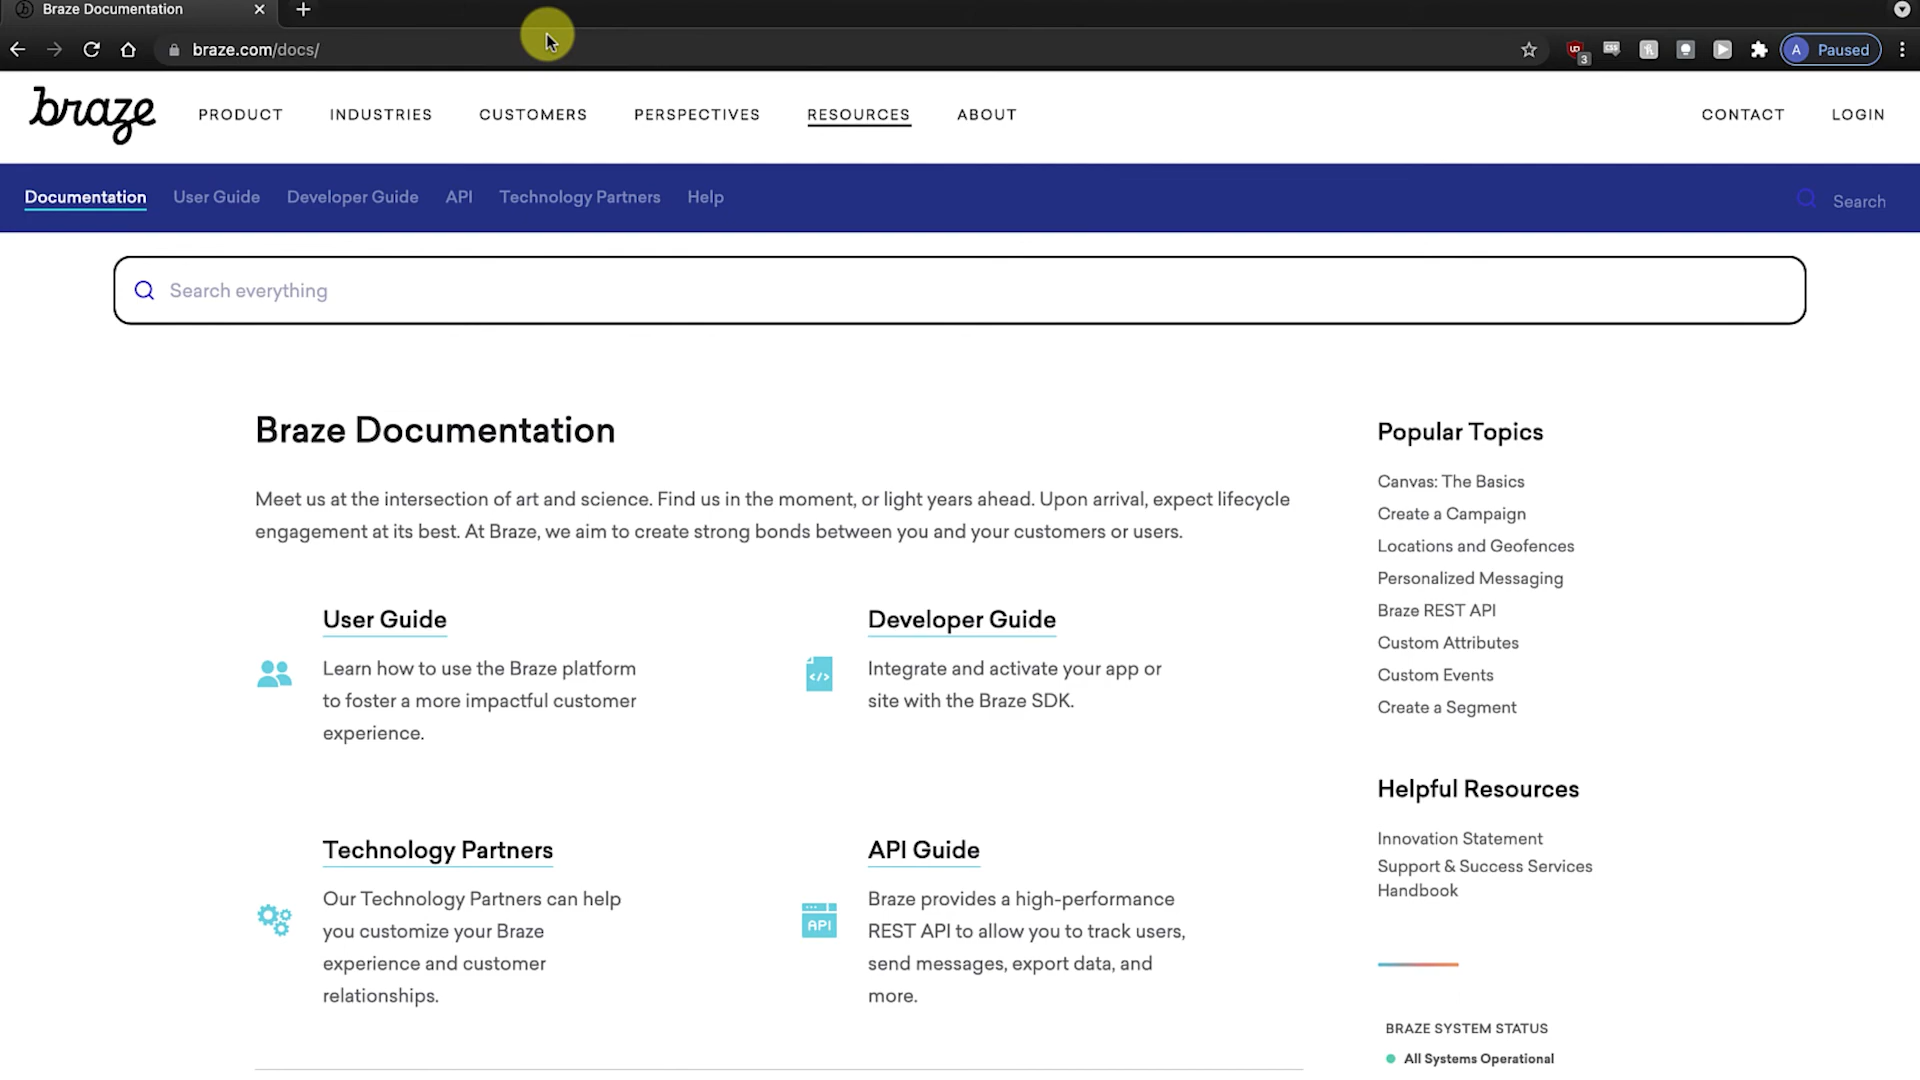 Braze Documentation
braze.com/docs/
3
A Paused
braze
PRODUCT
INDUSTRIES
CUSTOMERS
PERSPECTIVES
RESOURCES
ABOUT
CONTACT
LOGIN
Documentation
User Guide
Developer Guide
API
Technology Partners
Help
Search
Search everything
Braze Documentation
Meet us at the intersection of art and science. Find us in the moment, or light years ahead. Upon arrival, expect lifecycle
engagement at its best. At Braze, we aim to create strong bonds between you and your customers or users.
User Guide
Learn how to use the Braze platform
to foster a more impactful customer
experience.
Developer Guide
</>
Integrate and activate your app or
site with the Braze SDK.
Technology Partners
Our Technology Partners can help
you customize your Braze
experience and customer
relationships.
API Guide
API
Braze provides a high-performance
REST API to allow you to track users,
send messages, export data, and
more.
Popular Topics
Canvas: The Basics
Create a Campaign
Locations and Geofences
Personalized Messaging
Braze REST API
Custom Attributes
Custom Events
Create a Segment
Helpful Resources
Innovation Statement
Support & Success Services
Handbook
BRAZE SYSTEM STATUS
All Systems Operational